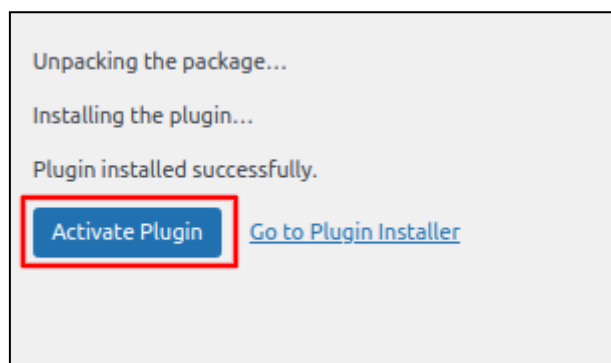 Unpacking the package…
Installing the plugin…
Plugin installed successfully.
Activate Plugin Go to Plugin Installer